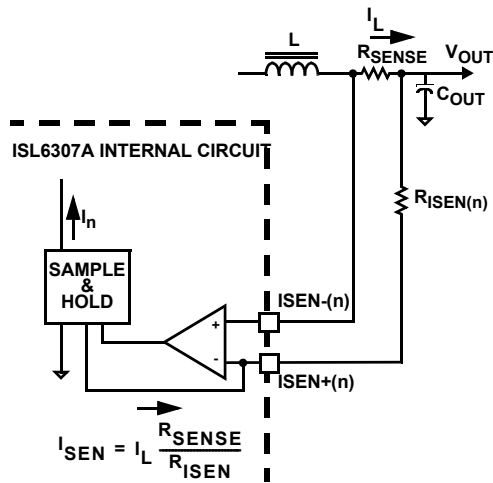 I_L
L
R_SENSE
V_OUT
C_OUT
ISL6307A INTERNAL CIRCUIT
R_ISEN(n)
I_n
SAMPLE
&
HOLD
+
ISEN-(n)
-
ISEN+(n)
I_SEN = I_L R_SENSE / R_ISEN